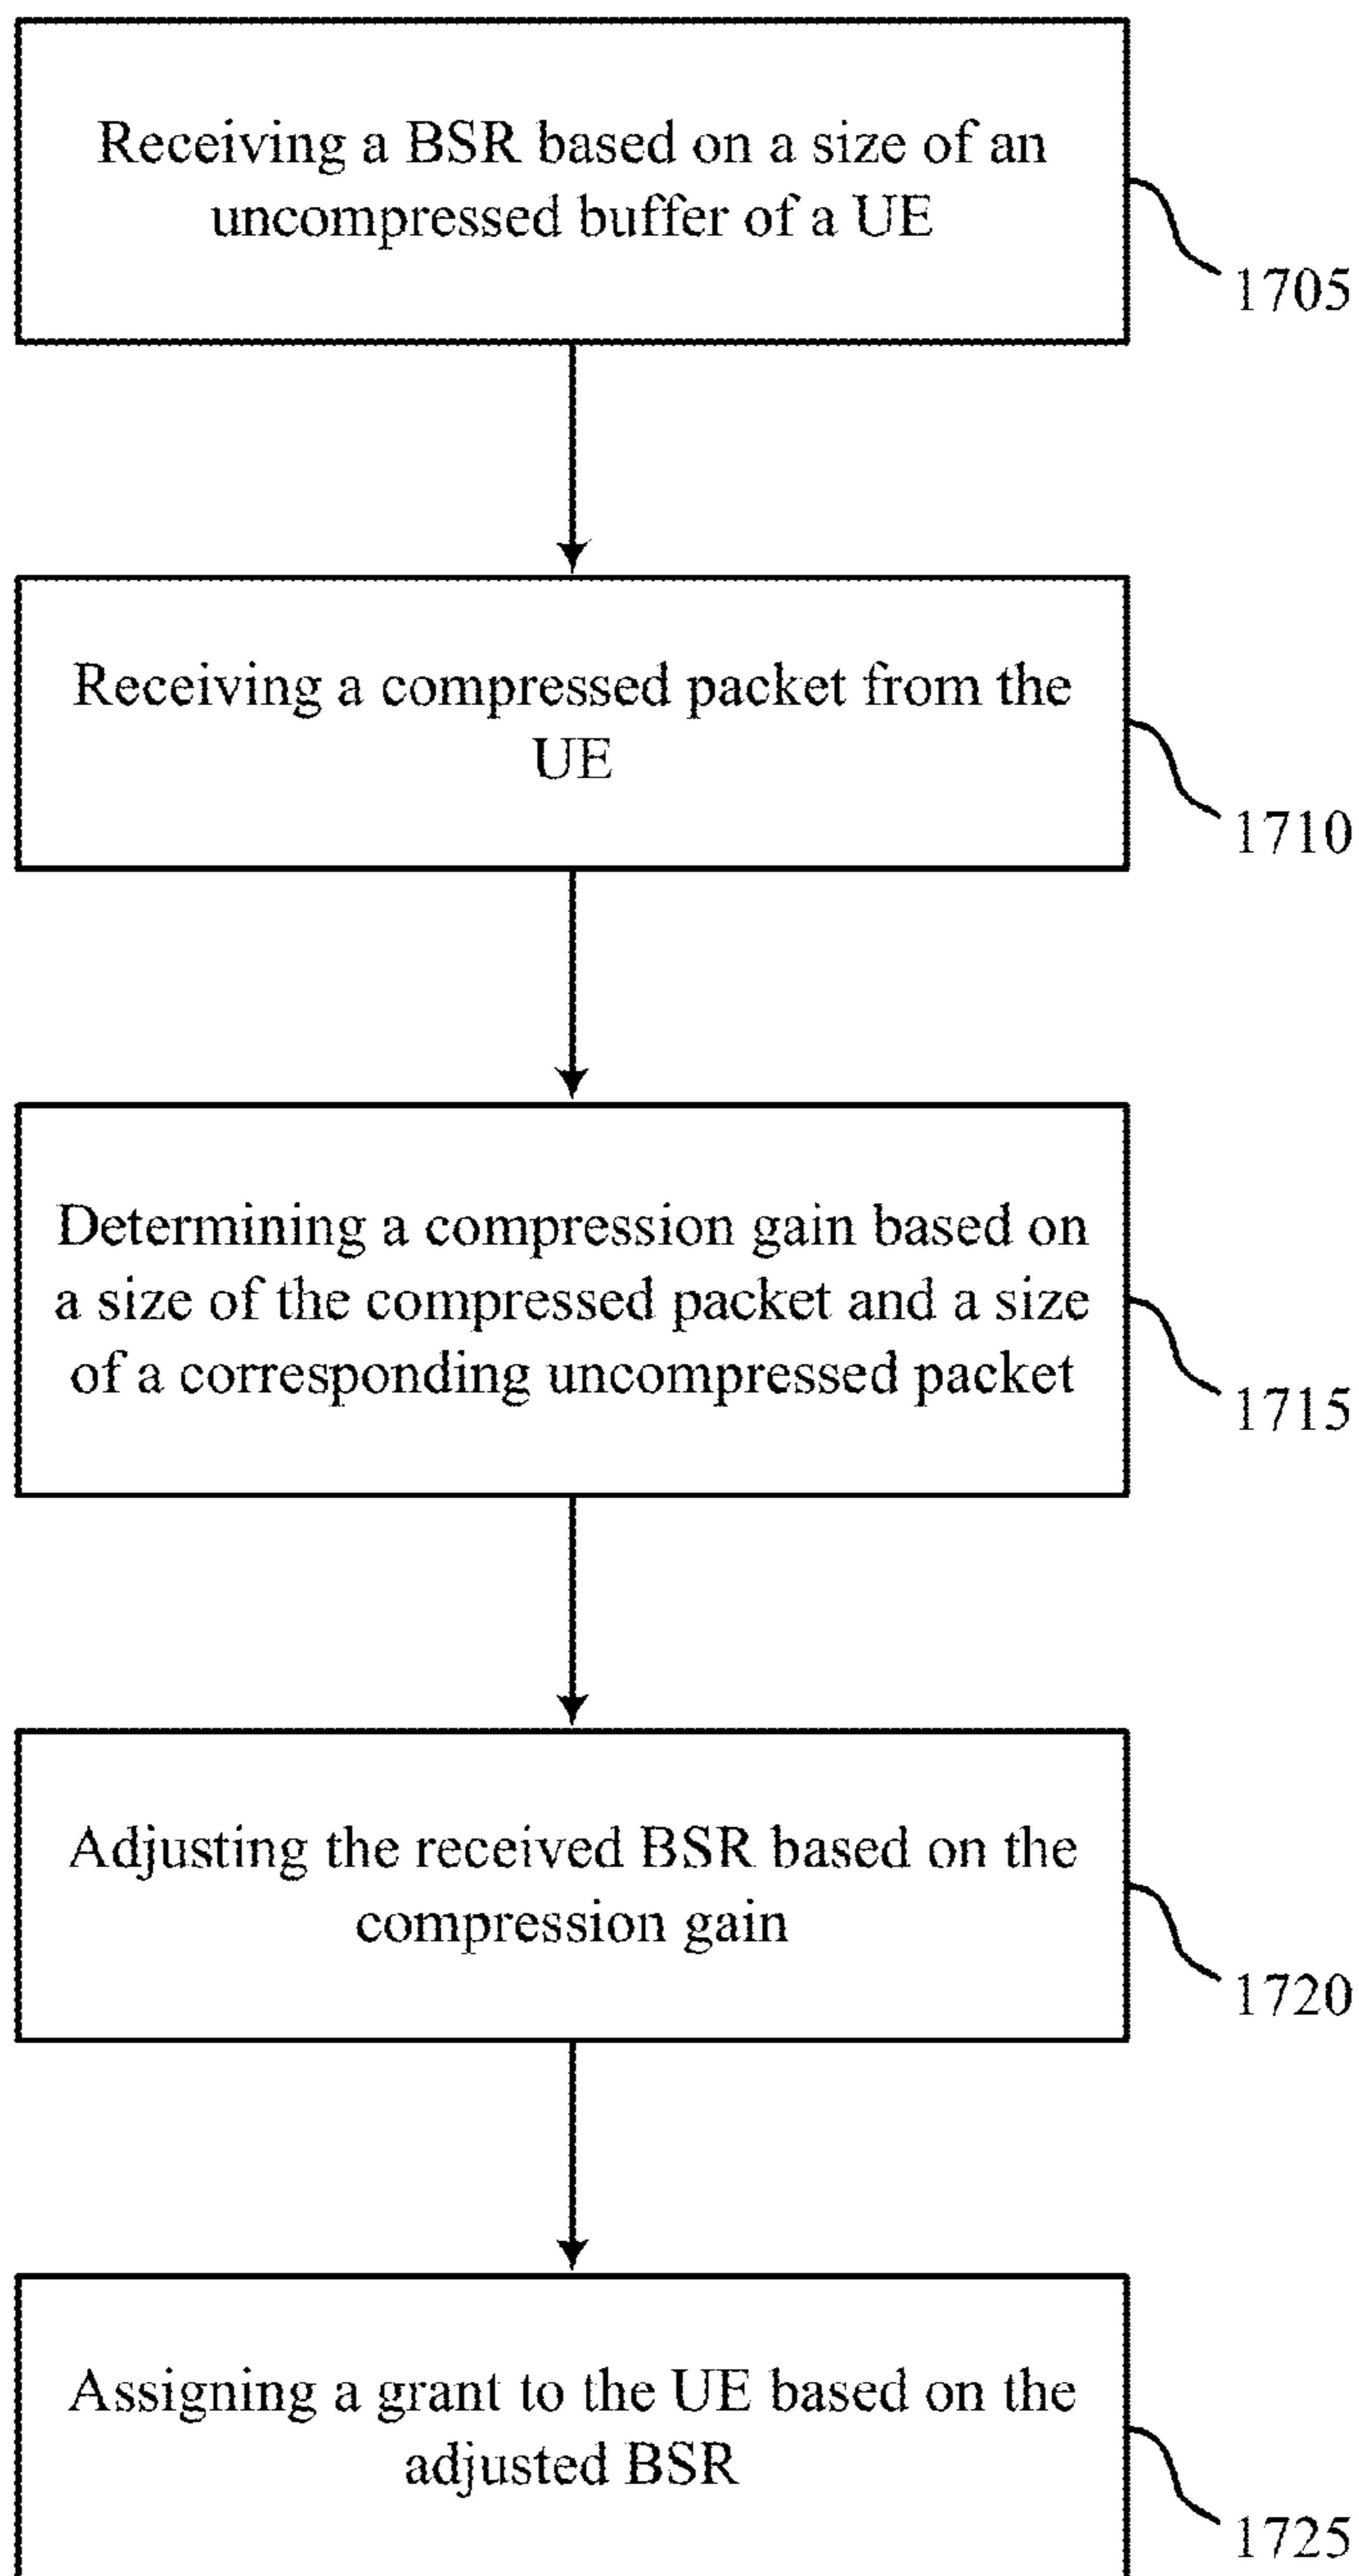 Receiving a BSR based on a size of an
uncompressed buffer of a UE
1705
Receiving a compressed packet from the
UE
1710
Determining a compression gain based on
a size of the compressed packet and a size
of a corresponding uncompressed packet
1715
Adjusting the received BSR based on the
compression gain
1720
Assigning a grant to the UE based on the
adjusted BSR
1725